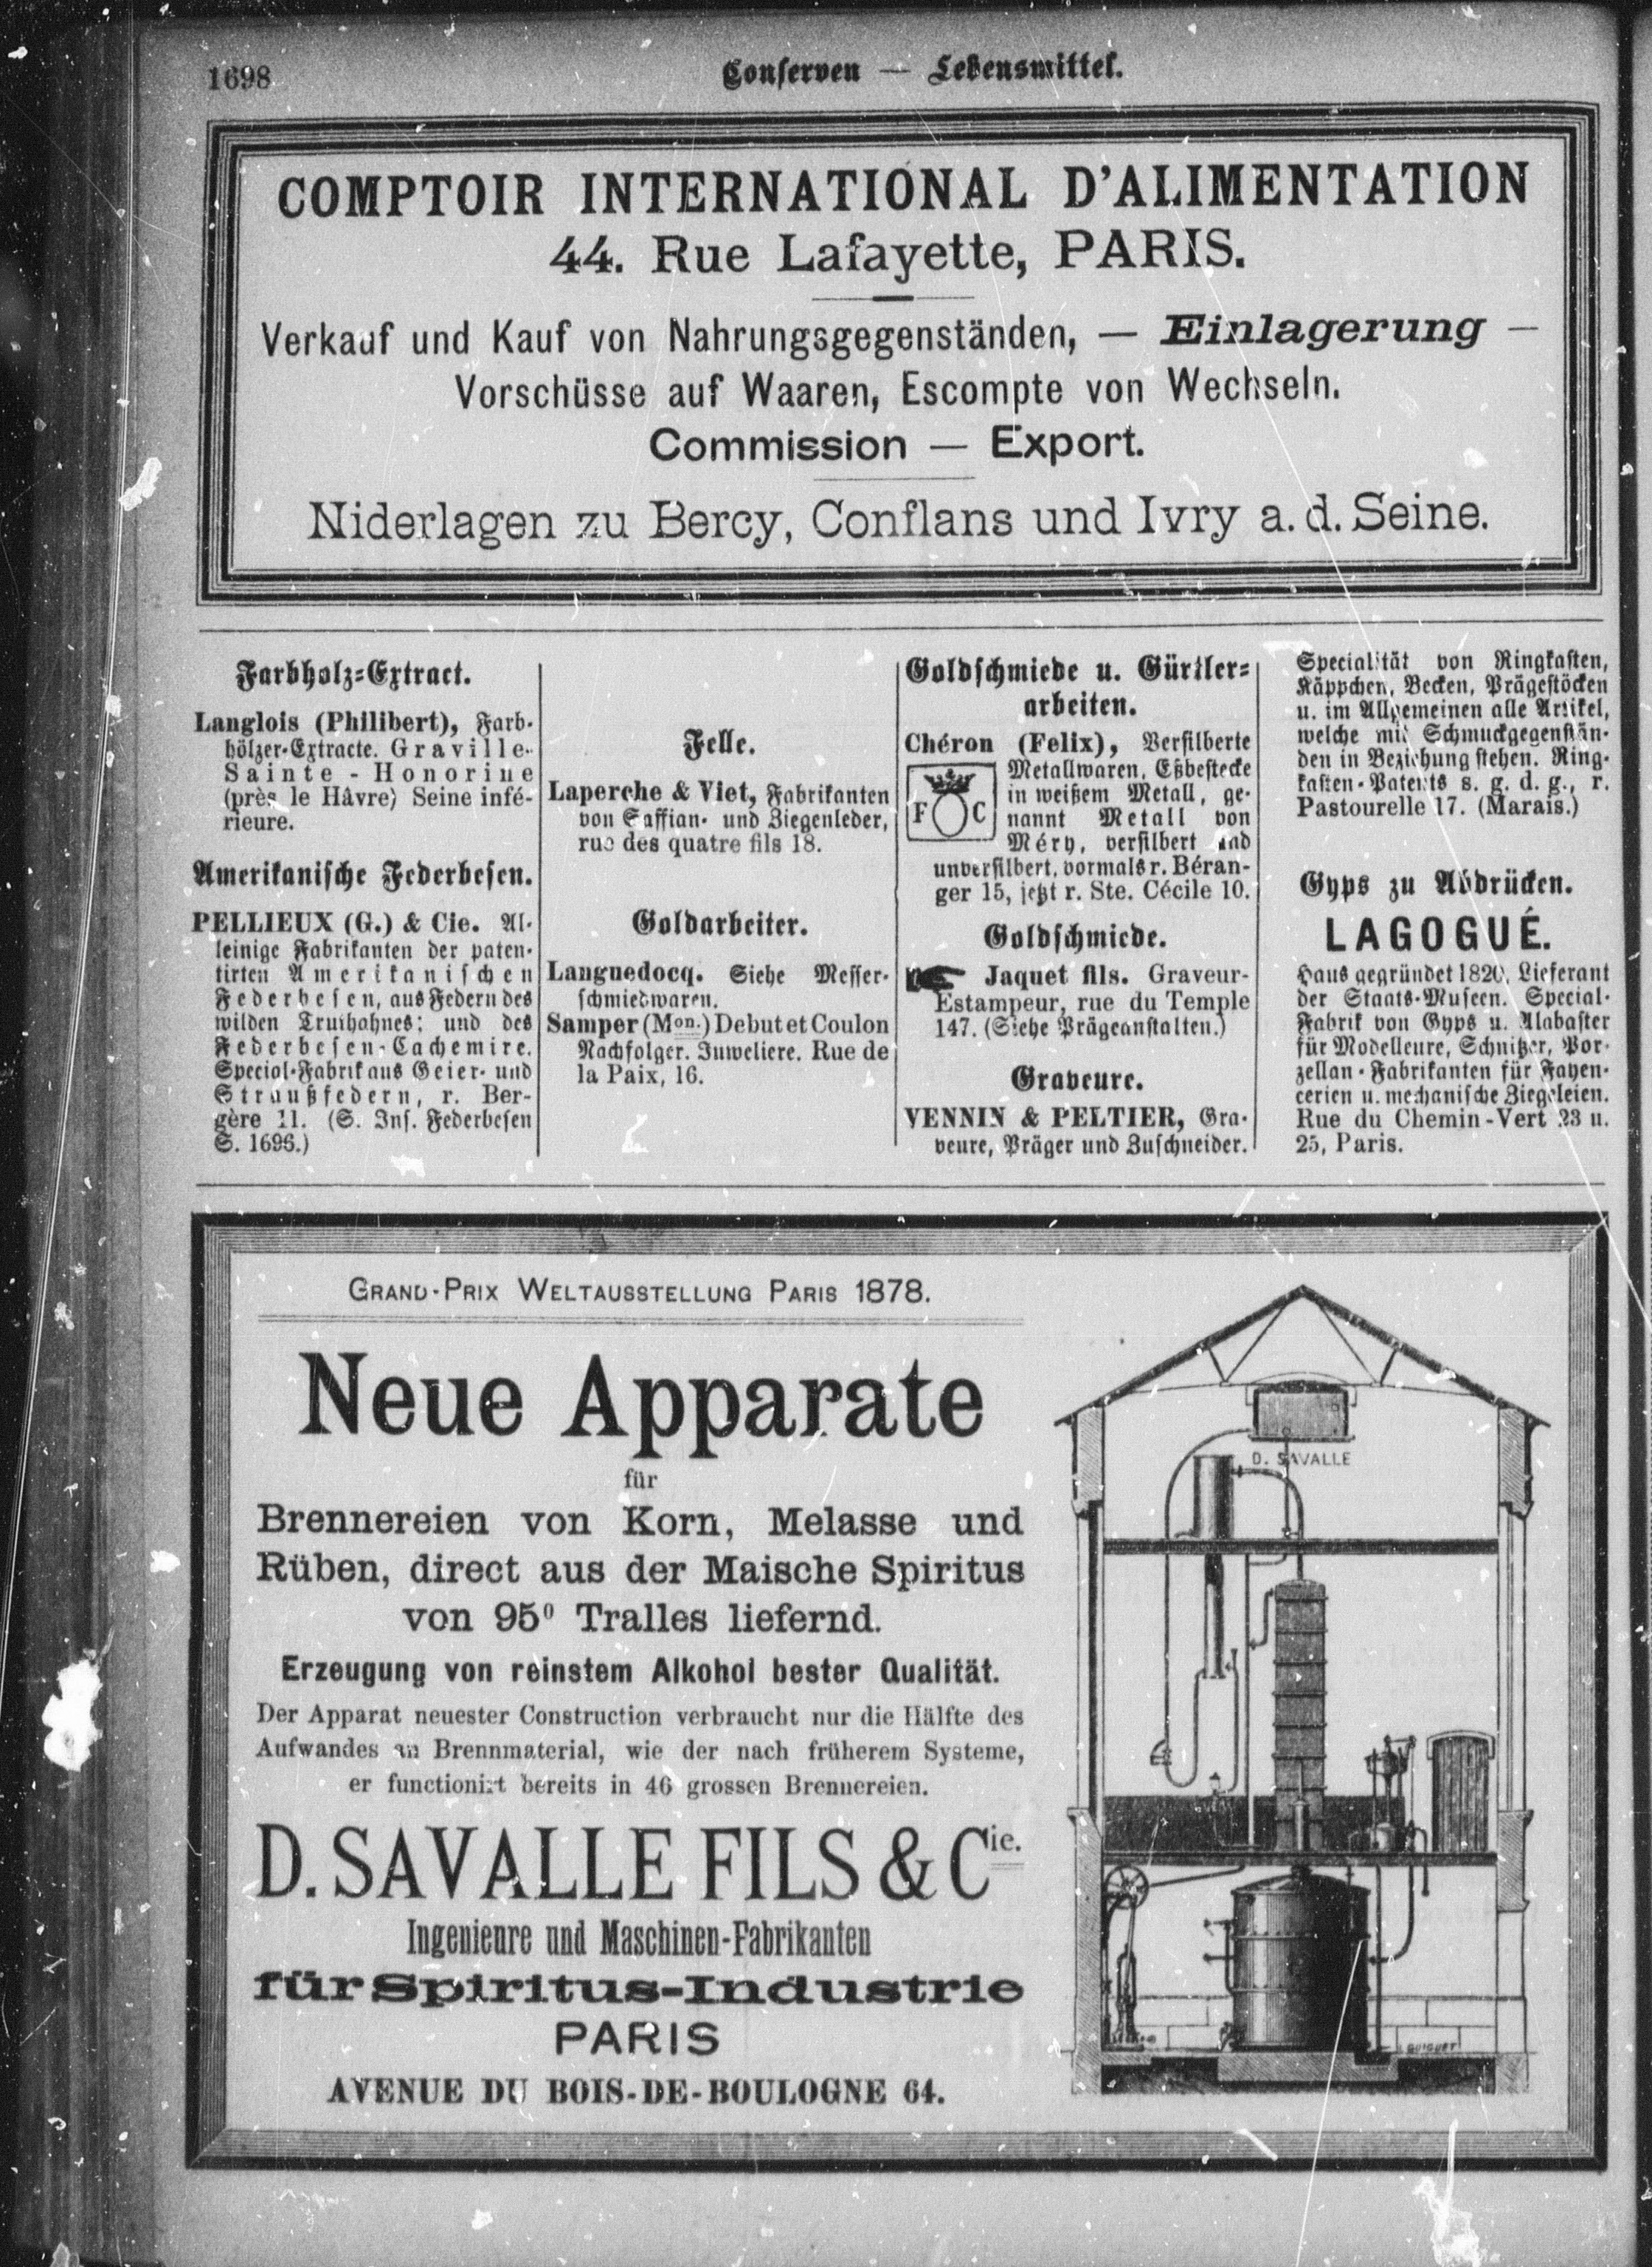 1698
Conserven — Lebensmittel.
COMPTOIR INTERNATIONAL D'ALIMENTATION
44. Rue Lafayette, PARIS.
Verkauf und Kauf von Nahrungsgegenständen, — Einlagerung —
Vorschüsse auf Waaren, Escompte von Wechseln.
Commission — Export.
Niderlagen zu Bercy, Conflans und Ivry a. d. Seine.
Farbholz-Extract.
Langlois (Philibert), Farb-
hölzer-Extracte. Graville-
Sainte-Honorine
(près le Hâvre) Seine infé-
rieure.
Amerikanische Federbesen.
PELLIEUX (G.) & Cie. Al-
leinige Fabrikanten der paten-
tirten Amerikanischen
Federbesen, aus Federn des
wilden Truthahnes; und des
Federbesen-Cachemire.
Special-Fabrik aus Geier- und
Straußfedern, r. Ber-
gère 11. (S. Ins. Federbesen
S. 1696.)
Felle.
Laperche & Viet, Fabrikanten
von Saffian- und Ziegenleder,
rue des quatre fils 18.
Goldarbeiter.
Languedocq. Siehe Messer-
schmiedwaren.
Samper (Mon.) Debut et Coulon
Nachfolger. Juweliere. Rue de
la Paix, 16.
Goldschmiede u. Gürtler-
arbeiten.
Chéron (Felix), Versilberte
Metallwaren, Eßbestecke
in weißem Metall, ge-
nannt Metall von
Méry, versilbert und
unversilbert, vormals r. Béran-
ger 15, jetzt r. Ste. Cécile 10.
F C
Goldschmiede.
Jaquet fils. Graveur-
Estampeur, rue du Temple
147. (Siehe Prägeanstalten.)
Graveure.
VENNIN & PELTIER, Gra-
veure, Präger und Zuschneider.
Specialität von Ringkasten,
Käppchen, Becken, Prägestöcken
u. im Allgemeinen alle Artikel,
welche mit Schmuckgegenstän-
den in Beziehung stehen. Ring-
kasten-Patents s. g. d. g., r.
Pastourelle 17. (Marais.)
Gyps zu Abdrücken.
LAGOGUÉ.
Haus gegründet 1820, Lieferant
der Staats-Museen. Special-
Fabrik von Gyps u. Alabaster
für Modelleure, Schnitzer, Por-
zellan-Fabrikanten für Fayen-
cerien u. mechanische Ziegeleien.
Rue du Chemin-Vert 23 u.
25, Paris.
GRAND-PRIX WELTAUSSTELLUNG PARIS 1878.
Neue Apparate
für
Brennereien von Korn, Melasse und
Rüben, direct aus der Maische Spiritus
von 95⁰ Tralles liefernd.
Erzeugung von reinstem Alkohol bester Qualität.
Der Apparat neuester Construction verbraucht nur die Hälfte des
Aufwandes an Brennmaterial, wie der nach früherem Systeme,
er functionirt bereits in 46 grossen Brennereien.
D. SAVALLE FILS & Cie.
Ingenieure und Maschinen-Fabrikanten
für Spiritus-Industrie
PARIS
AVENUE DU BOIS-DE-BOULOGNE 64.
D. SAVALLE